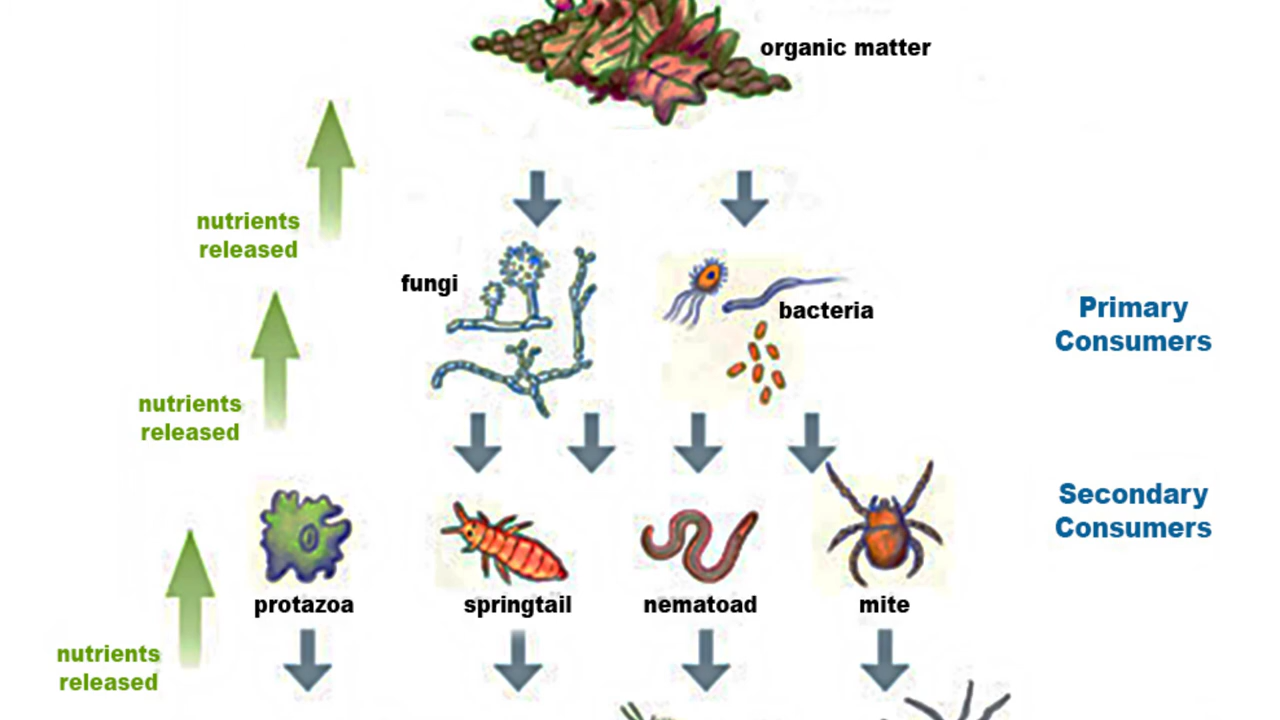 organic matter
nutrients
released
fungi
bacteria
Primary
Consumers
nutrients
released
Secondary
Consumers
protazoa
springtail
nematoad
mite
nutrients
released